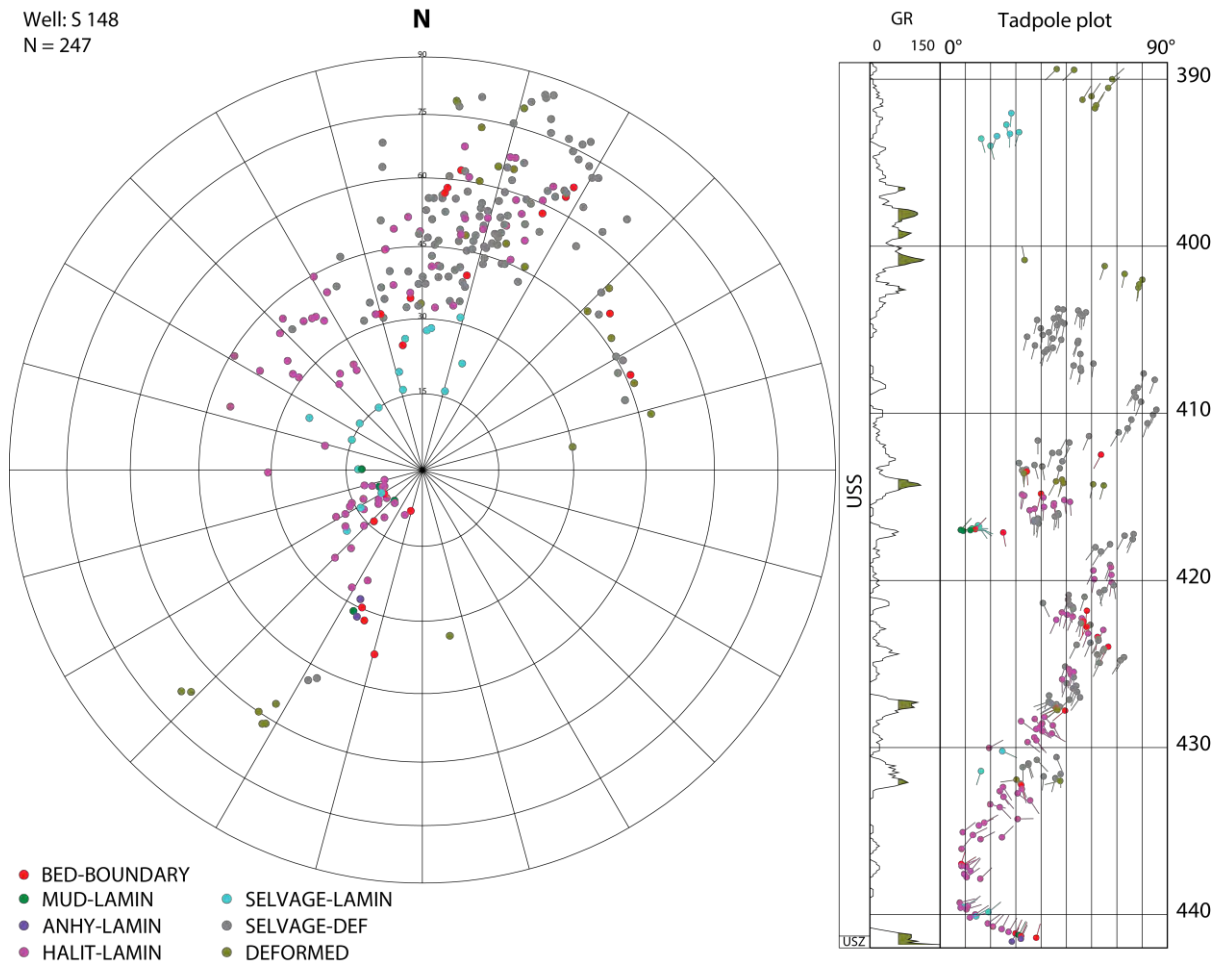 Well: S 148
N = 247
N
90
75
60
45
30
15
BED-BOUNDARY
MUD-LAMIN
ANHY-LAMIN
HALIT-LAMIN
SELVAGE-LAMIN
SELVAGE-DEF
DEFORMED
GR
0 150
Tadpole plot
0° 90°
390
400
410
420
430
440
USS
USZ